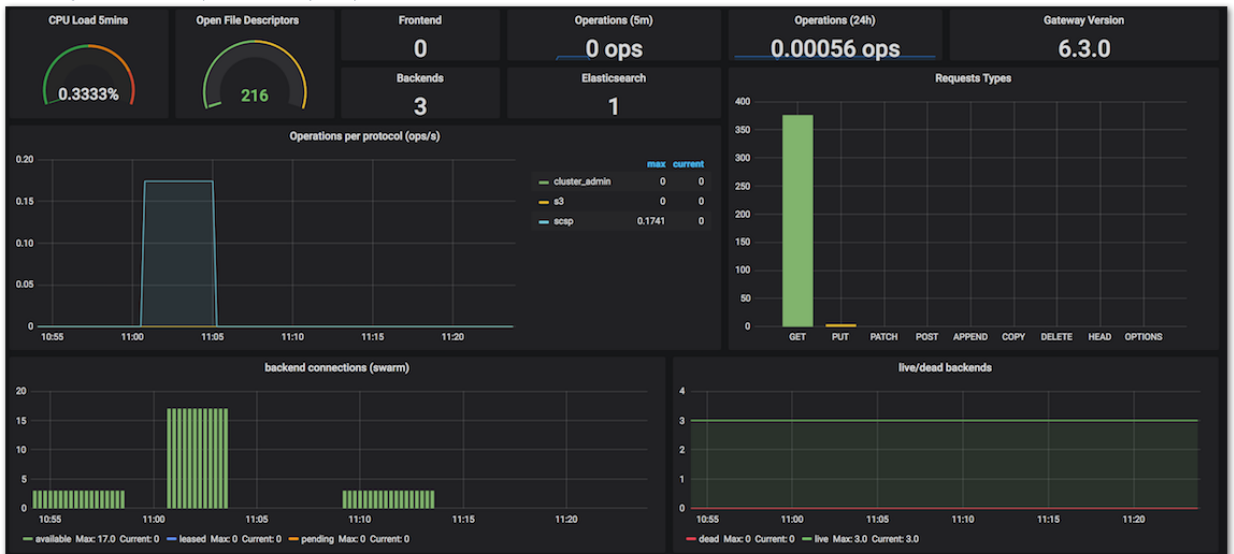 CPU Load 5mins
0.3333%
Open File Descriptors
216
Frontend
0
Operations (5m)
0 ops
Operations (24h)
0.00056 ops
Gateway Version
6.3.0
Backends
3
Elasticsearch
1
Operations per protocol (ops/s)
0.20
0.15
0.10
0.05
0
10:55 11:00 11:05 11:10 11:15 11:20
max current
cluster_admin 0 0
s3 0 0
scsp 0.1741 0
Requests Types
400
350
300
250
200
150
100
50
0
GET PUT PATCH POST APPEND COPY DELETE HEAD OPTIONS
backend connections (swarm)
20
15
10
5
0
10:55 11:00 11:05 11:10 11:15 11:20
available Max: 17.0 Current: 0 leased Max: 0 Current: 0 pending Max: 0 Current: 0
live/dead backends
4
3
2
1
0
10:55 11:00 11:05 11:10 11:15 11:20
dead Max: 0 Current: 0 live Max: 3.0 Current: 3.0